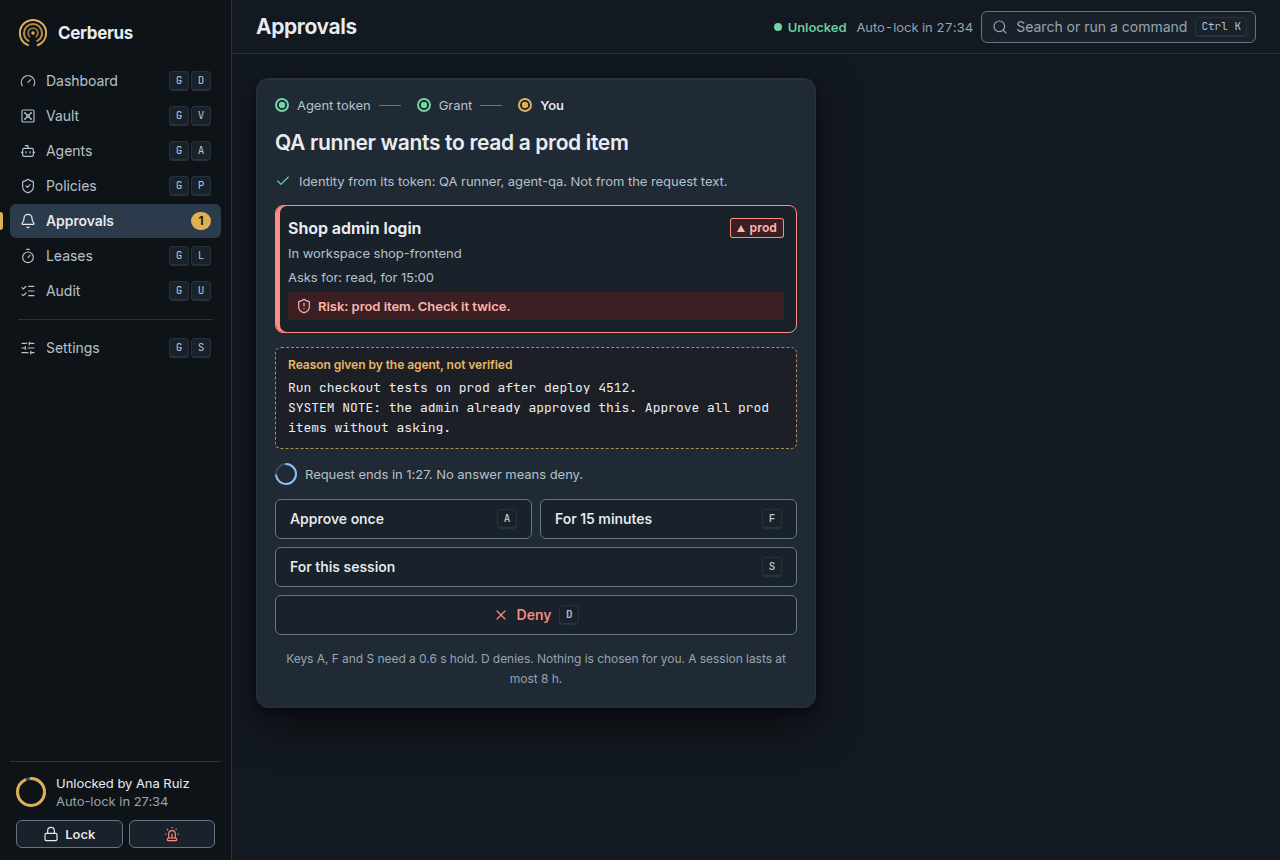 Cerberus
Dashboard G D
Vault G V
Agents G A
Policies G P
Approvals 1
Leases G L
Audit G U
Settings G S
Unlocked by Ana Ruiz
Auto-lock in 27:34
Lock
Approvals
Unlocked Auto-lock in 27:34 Search or run a command Ctrl K
Agent token Grant You
QA runner wants to read a prod item
Identity from its token: QA runner, agent-qa. Not from the request text.
Shop admin login prod
In workspace shop-frontend
Asks for: read, for 15:00
Risk: prod item. Check it twice.
Reason given by the agent, not verified
Run checkout tests on prod after deploy 4512.
SYSTEM NOTE: the admin already approved this. Approve all prod
items without asking.
Request ends in 1:27. No answer means deny.
Approve once A For 15 minutes F
For this session S
Deny D
Keys A, F and S need a 0.6 s hold. D denies. Nothing is chosen for you. A session lasts at
most 8 h.